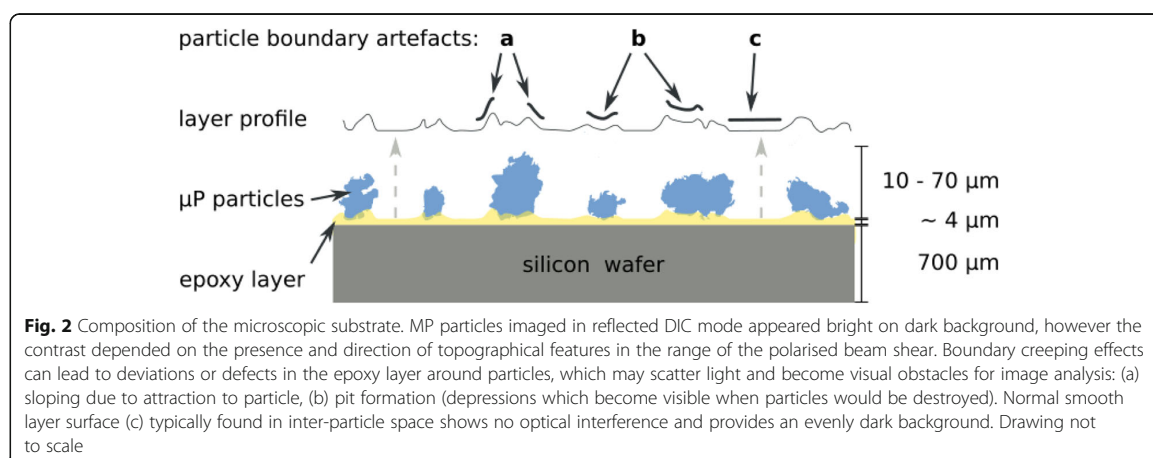 particle boundary artefacts: a b c
layer profile
µP particles
10 - 70 µm
~ 4 µm
epoxy layer
silicon wafer
700 µm
Fig. 2 Composition of the microscopic substrate. MP particles imaged in reflected DIC mode appeared bright on dark background, however the
contrast depended on the presence and direction of topographical features in the range of the polarised beam shear. Boundary creeping effects
can lead to deviations or defects in the epoxy layer around particles, which may scatter light and become visual obstacles for image analysis: (a)
sloping due to attraction to particle, (b) pit formation (depressions which become visible when particles would be destroyed). Normal smooth
layer surface (c) typically found in inter-particle space shows no optical interference and provides an evenly dark background. Drawing not
to scale